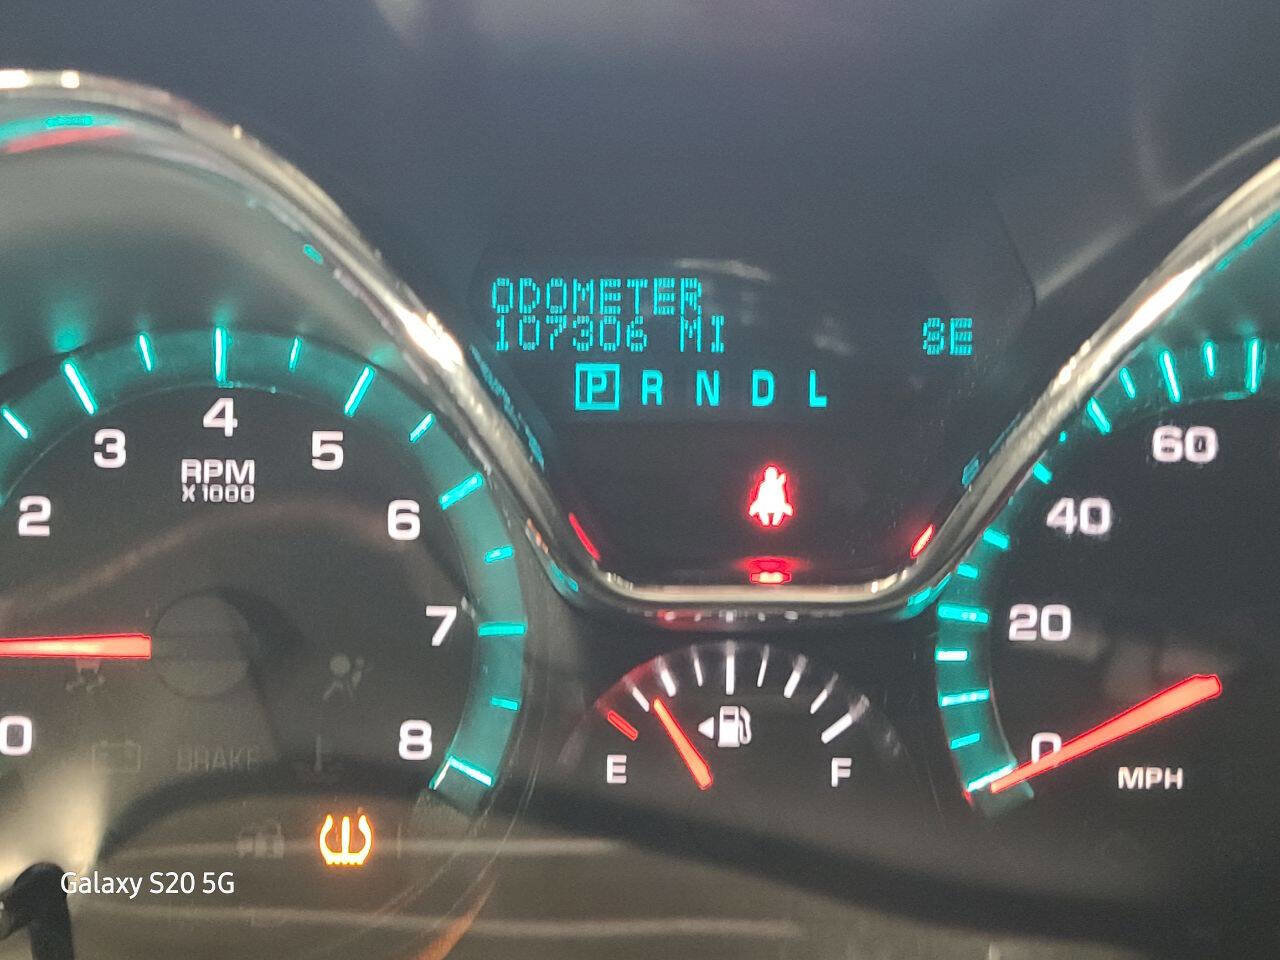 ODOMETER
107306 MI SE
P R N D L
2 3 4 5 6 7 8
0
RPM
X 1000
60
40
20
0
MPH
E F
BRAKE
Galaxy S20 5G